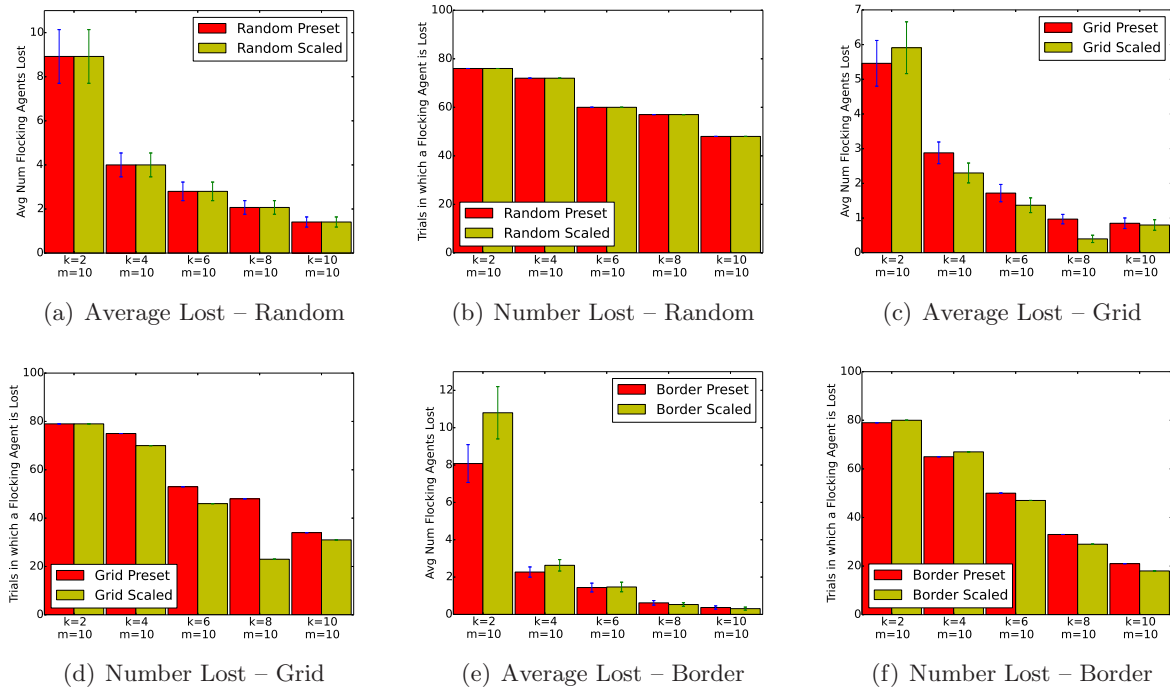 Avg Num Flocking Agents Lost
10
8
6
4
2
0
Random Preset
Random Scaled
k=2 k=4 k=6 k=8 k=10
m=10 m=10 m=10 m=10 m=10
(a) Average Lost – Random
Trials in which a Flocking Agent is Lost
100
80
60
40
20
0
Random Preset
Random Scaled
k=2 k=4 k=6 k=8 k=10
m=10 m=10 m=10 m=10 m=10
(b) Number Lost – Random
Avg Num Flocking Agents Lost
7
6
5
4
3
2
1
0
Grid Preset
Grid Scaled
k=2 k=4 k=6 k=8 k=10
m=10 m=10 m=10 m=10 m=10
(c) Average Lost – Grid
Trials in which a Flocking Agent is Lost
100
80
60
40
20
0
Grid Preset
Grid Scaled
k=2 k=4 k=6 k=8 k=10
m=10 m=10 m=10 m=10 m=10
(d) Number Lost – Grid
Avg Num Flocking Agents Lost
12
10
8
6
4
2
0
Border Preset
Border Scaled
k=2 k=4 k=6 k=8 k=10
m=10 m=10 m=10 m=10 m=10
(e) Average Lost – Border
Trials in which a Flocking Agent is Lost
100
80
60
40
20
0
Border Preset
Border Scaled
k=2 k=4 k=6 k=8 k=10
m=10 m=10 m=10 m=10 m=10
(f) Number Lost – Border